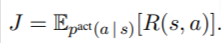 J = 𝔼_{p^{act}(a | s)}[R(s, a)].